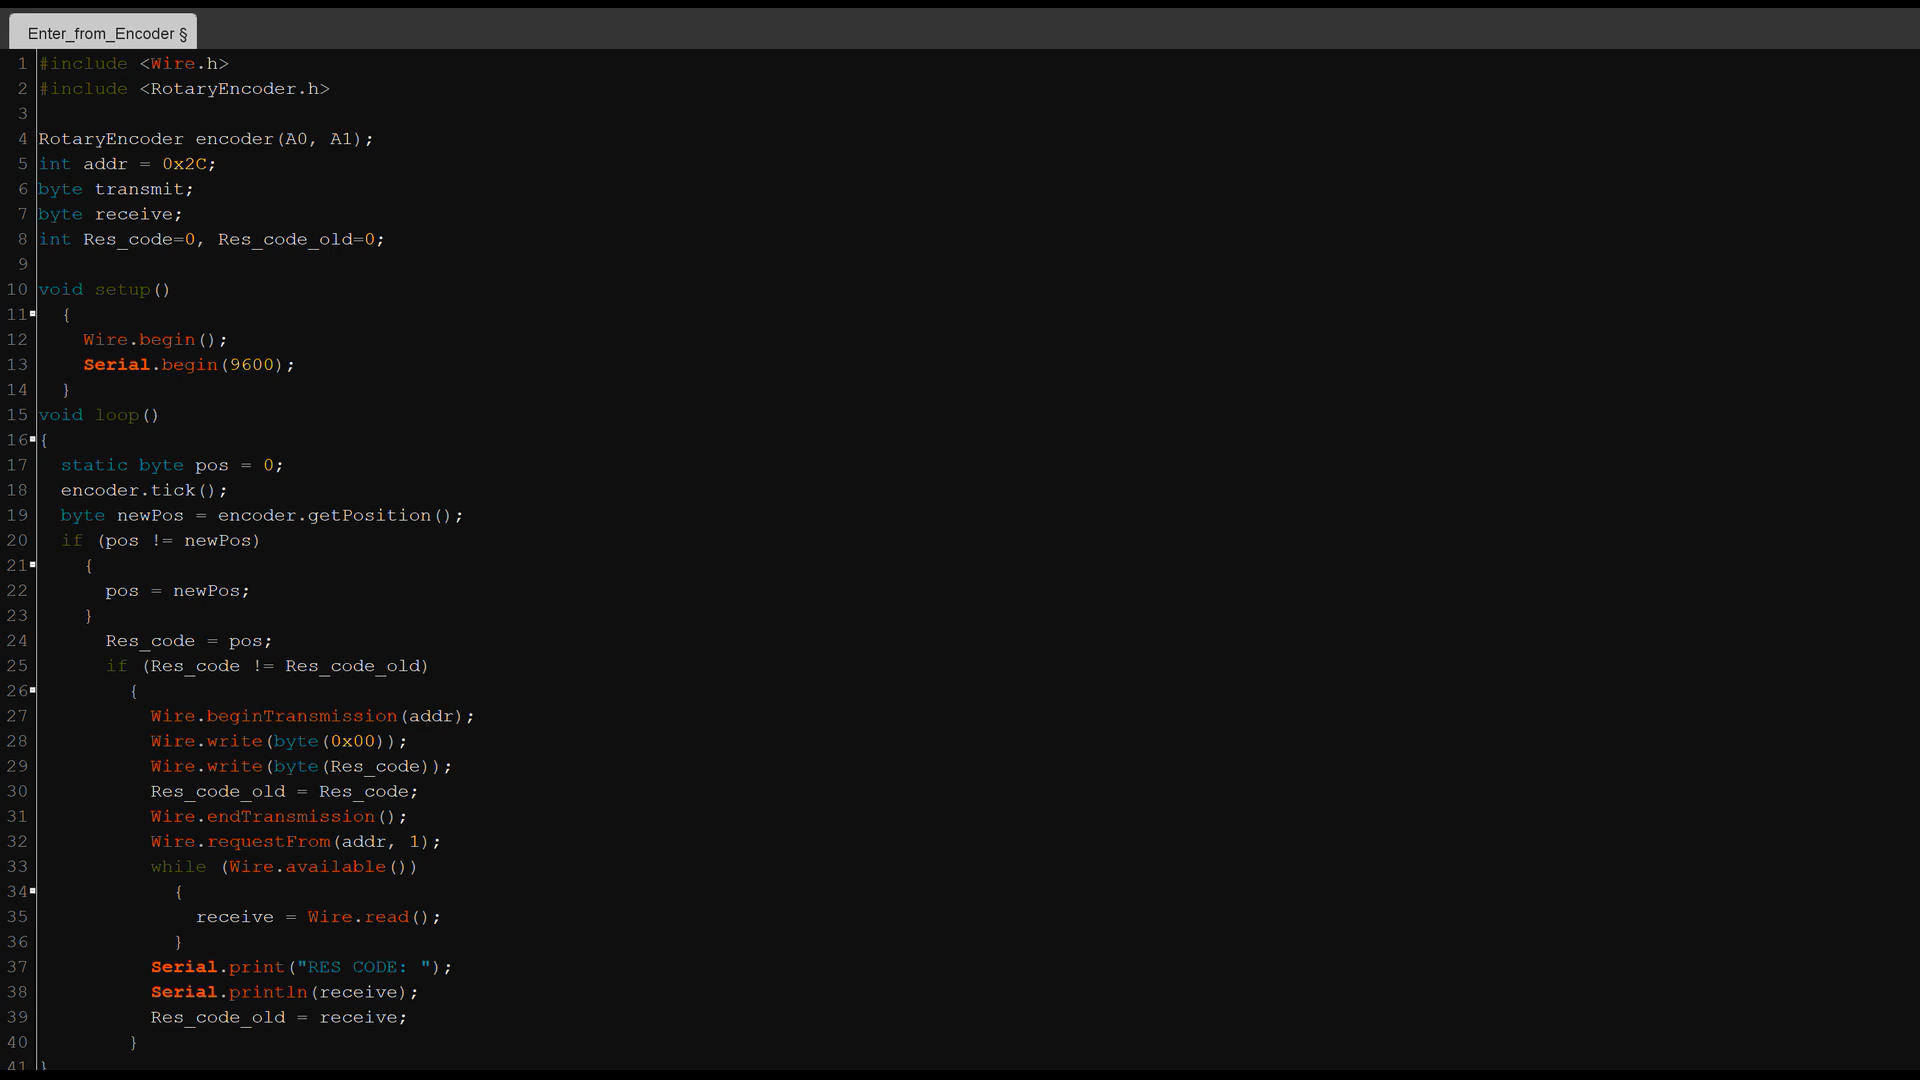 Enter_from_Encoder §
1 #include <Wire.h>
2 #include <RotaryEncoder.h>
3
4 RotaryEncoder encoder(A0, A1);
5 int addr = 0x2C;
6 byte transmit;
7 byte receive;
8 int Res_code=0, Res_code_old=0;
9
10 void setup()
11 {
12 Wire.begin();
13 Serial.begin(9600);
14 }
15 void loop()
16 {
17 static byte pos = 0;
18 encoder.tick();
19 byte newPos = encoder.getPosition();
20 if (pos != newPos)
21 {
22 pos = newPos;
23 }
24 Res_code = pos;
25 if (Res_code != Res_code_old)
26 {
27 Wire.beginTransmission(addr);
28 Wire.write(byte(0x00));
29 Wire.write(byte(Res_code));
30 Res_code_old = Res_code;
31 Wire.endTransmission();
32 Wire.requestFrom(addr, 1);
33 while (Wire.available())
34 {
35 receive = Wire.read();
36 }
37 Serial.print("RES CODE: ");
38 Serial.println(receive);
39 Res_code_old = receive;
40 }
41 }